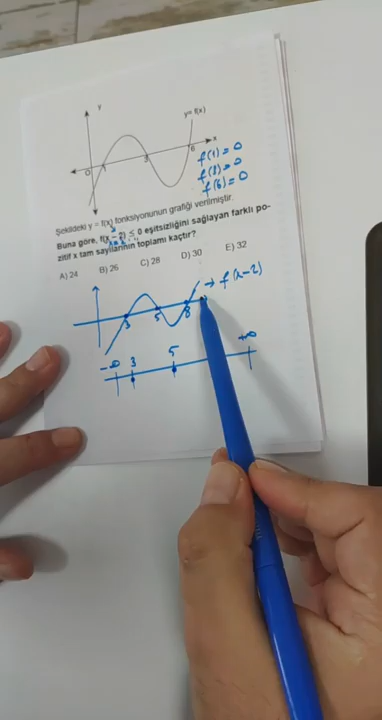 y
y= f(x)
x
0
1
3
6
f(1) = 0
f(3) = 0
f(6) = 0
Şekildeki y = f(x) fonksiyonunun grafiği verilmiştir.
Buna göre, f(x – 2) ≤ 0 eşitsizliğini sağlayan farklı po-
zitif x tam sayılarının toplamı kaçtır?
A) 24 B) 26 C) 28 D) 30 E) 32
→ f(x-2)
3 5 8
-∞ 3 5 +∞